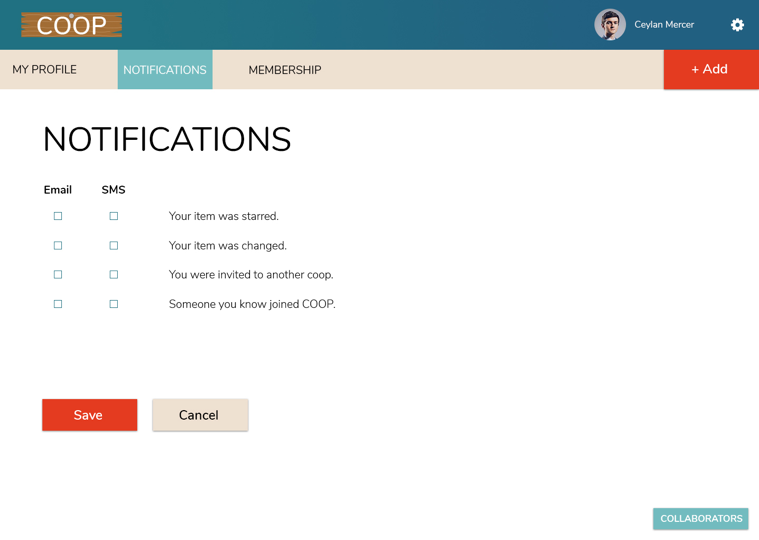 COOP
Ceylan Mercer
MY PROFILE
NOTIFICATIONS
MEMBERSHIP
+ Add
NOTIFICATIONS
Email SMS
Your item was starred.
Your item was changed.
You were invited to another coop.
Someone you know joined COOP.
Save
Cancel
COLLABORATORS